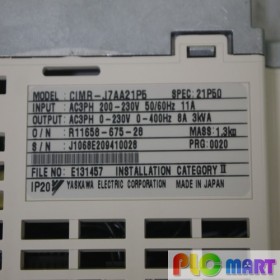 MODEL : CIMR-J7AA21P5 SPEC: 21P50
INPUT : AC3PH 200-230V 50/60Hz 11A
OUTPUT : AC3PH 0-230V 0-400Hz 8A 3kVA
O / N : R11658-675-26 MASS: 1.3kg
S / N : J1068E209410026 PRG: 0020
FILE NO : E131457 INSTALLATION CATEGORY II
IP20 YASKAWA ELECTRIC CORPORATION MADE IN JAPAN
PLC MART